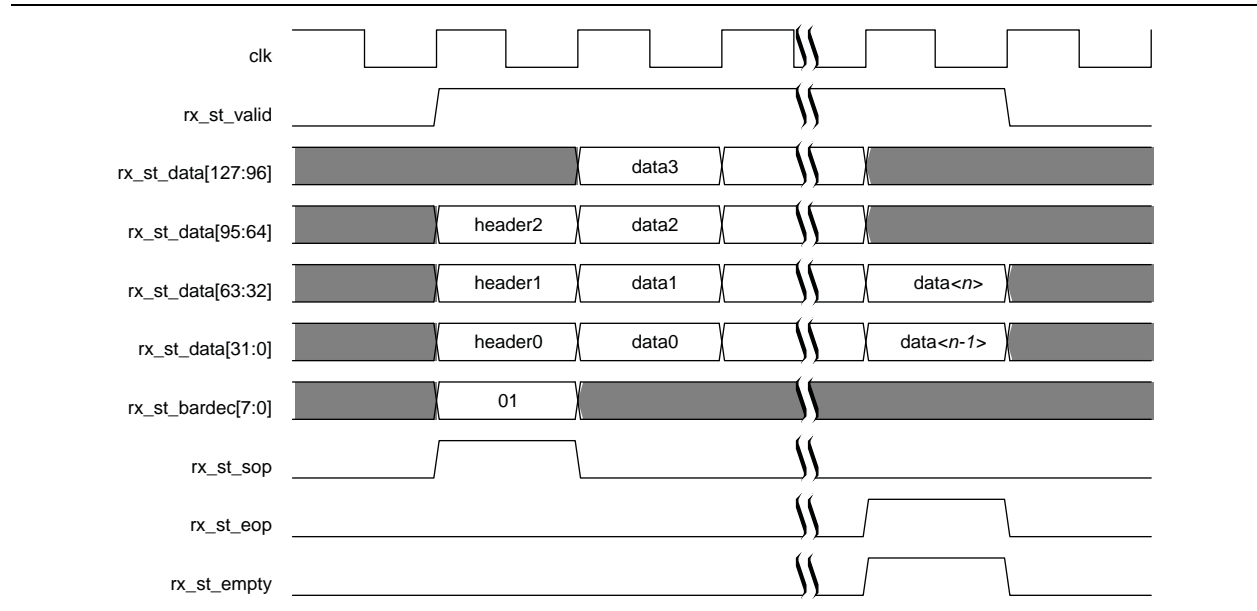 clk
rx_st_valid
rx_st_data[127:96] data3
rx_st_data[95:64] header2 data2
rx_st_data[63:32] header1 data1 data<n>
rx_st_data[31:0] header0 data0 data<n-1>
rx_st_bardec[7:0] 01
rx_st_sop
rx_st_eop
rx_st_empty